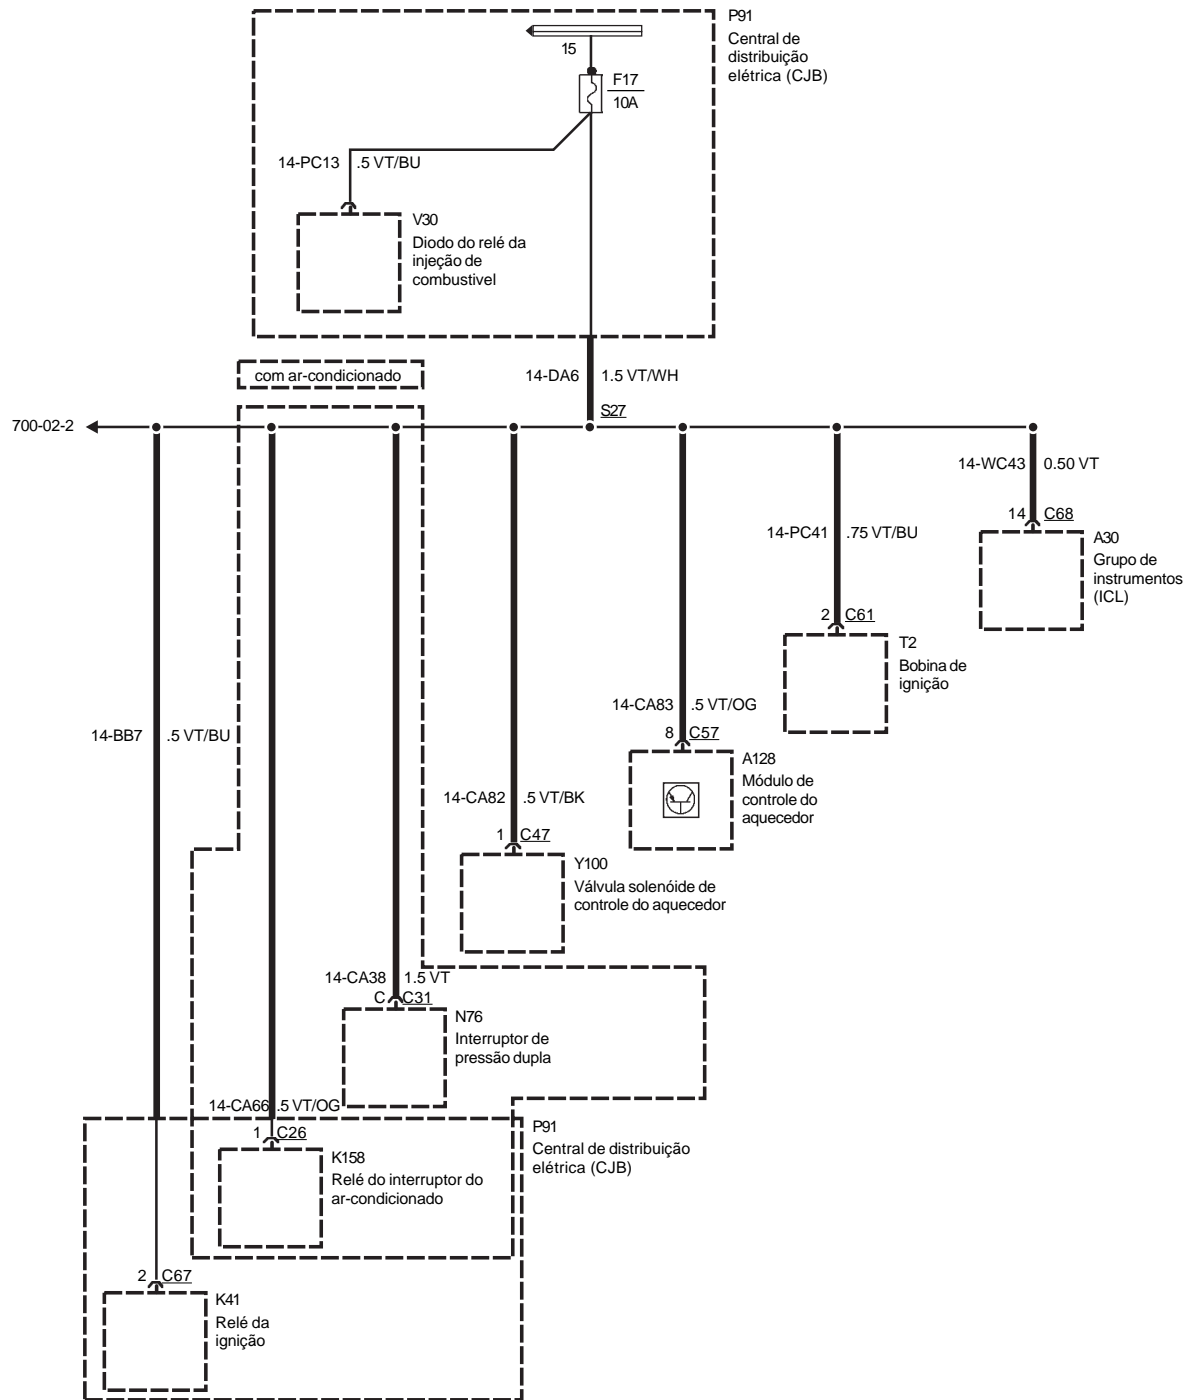 P91
Central de
distribuição
elétrica (CJB)
15
F17
10A
14-PC13 .5 VT/BU
V30
Diodo do relé da
injeção de
combustivel
com ar-condicionado
14-DA6 1.5 VT/WH
S27
700-02-2
14-WC43 0.50 VT
14 C68
A30
Grupo de
instrumentos
(ICL)
14-PC41 .75 VT/BU
2 C61
T2
Bobina de
ignição
14-CA83 .5 VT/OG
8 C57
A128
Módulo de
controle do
aquecedor
14-BB7 .5 VT/BU
14-CA82 .5 VT/BK
1 C47
Y100
Válvula solenóide de
controle do aquecedor
14-CA38 1.5 VT
C C31
N76
Interruptor de
pressão dupla
14-CA66 .5 VT/OG
1 C26
K158
Relé do interruptor do
ar-condicionado
P91
Central de distribuição
elétrica (CJB)
2 C67
K41
Relé da
ignição